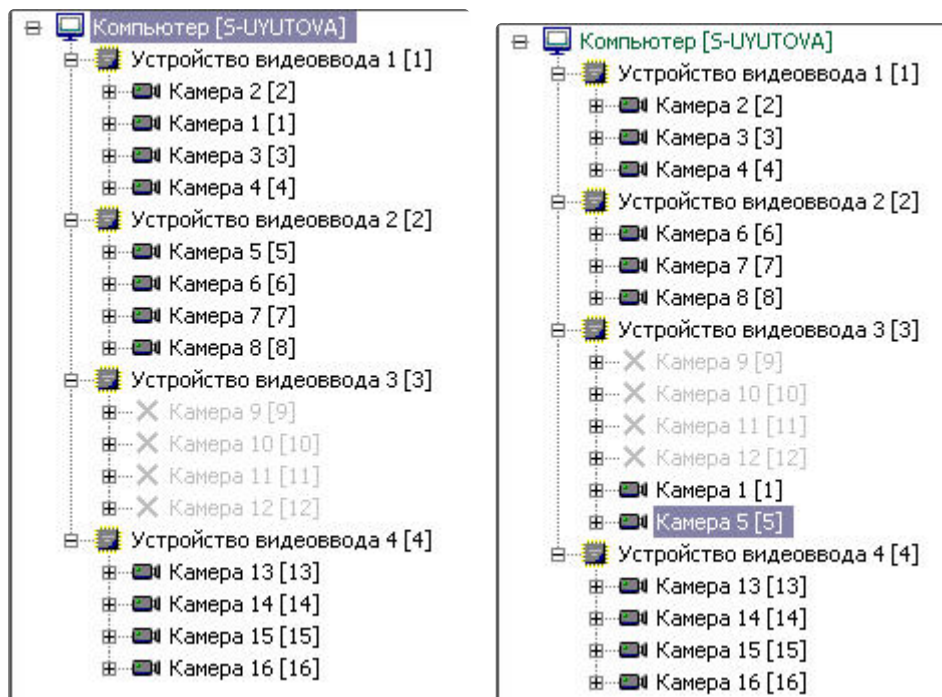 Компьютер [S-UYUTOVA]
Устройство видеоввода 1 [1]
Камера 2 [2]
Камера 1 [1]
Камера 3 [3]
Камера 4 [4]
Устройство видеоввода 2 [2]
Камера 5 [5]
Камера 6 [6]
Камера 7 [7]
Камера 8 [8]
Устройство видеоввода 3 [3]
Камера 9 [9]
Камера 10 [10]
Камера 11 [11]
Камера 12 [12]
Устройство видеоввода 4 [4]
Камера 13 [13]
Камера 14 [14]
Камера 15 [15]
Камера 16 [16]
Компьютер [S-UYUTOVA]
Устройство видеоввода 1 [1]
Камера 2 [2]
Камера 3 [3]
Камера 4 [4]
Устройство видеоввода 2 [2]
Камера 6 [6]
Камера 7 [7]
Камера 8 [8]
Устройство видеоввода 3 [3]
Камера 9 [9]
Камера 10 [10]
Камера 11 [11]
Камера 12 [12]
Камера 1 [1]
Камера 5 [5]
Устройство видеоввода 4 [4]
Камера 13 [13]
Камера 14 [14]
Камера 15 [15]
Камера 16 [16]